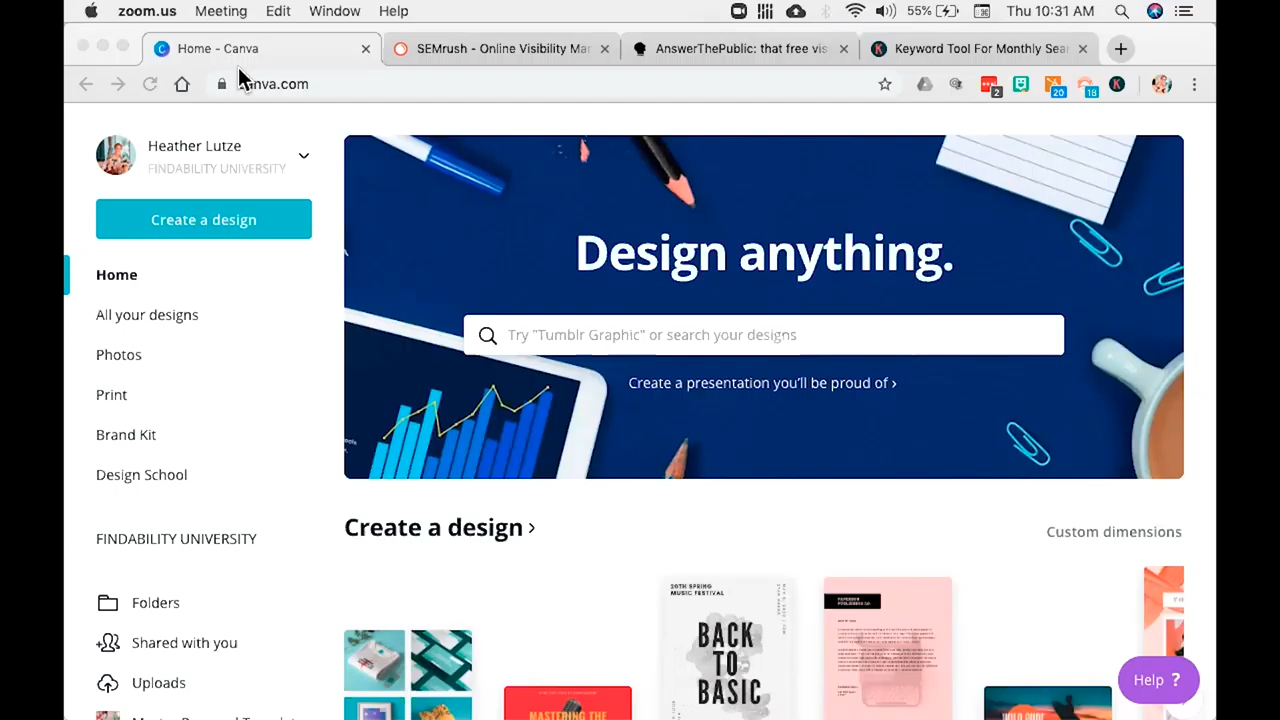 zoom.us Meeting Edit Window Help 55% Thu 10:31 AM
Home - Canva SEMrush - Online Visibility Mar AnswerThePublic: that free vis Keyword Tool For Monthly Sear
2 20 18
Heather Lutze
FINDABILITY UNIVERSITY
Create a design
Home
All your designs
Photos
Print
Brand Kit
Design School
FINDABILITY UNIVERSITY
Folders
Shared with you
Uploads
Design anything.
Try "Tumblr Graphic" or search your designs
Create a presentation you'll be proud of ›
Create a design ›
Custom dimensions
20TH SPRING
MUSIC FESTIVAL
BACK
TO
BASIC
MASTERING THE
Help ?